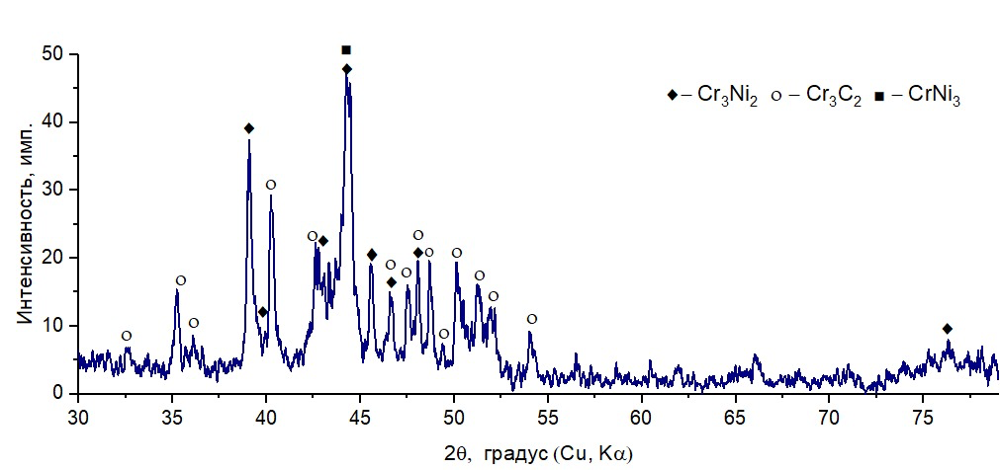 50
40
30
20
10
0
Интенсивность, имп.
◆ – Cr₃Ni₂ ○ – Cr₃C₂ ■ – CrNi₃
30 35 40 45 50 55 60 65 70 75
2θ, градус (Cu, Kα)